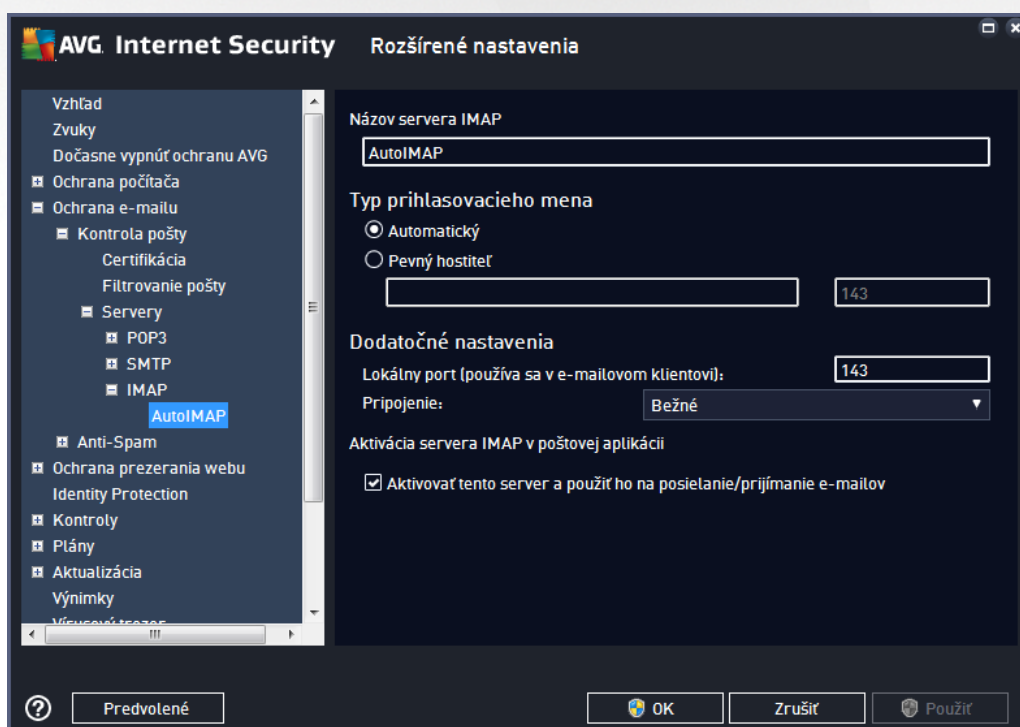 AVG. Internet Security Rozšírené nastavenia
Vzhľad
Zvuky
Dočasne vypnúť ochranu AVG
Ochrana počítača
Ochrana e-mailu
Kontrola pošty
Certifikácia
Filtrovanie pošty
Servery
POP3
SMTP
IMAP
AutoIMAP
Anti-Spam
Ochrana prezerania webu
Identity Protection
Kontroly
Plány
Aktualizácia
Výnimky
Vírusový trezor
Názov servera IMAP
AutoIMAP
Typ prihlasovacieho mena
Automatický
Pevný hostiteľ
143
Dodatočné nastavenia
Lokálny port (používa sa v e-mailovom klientovi): 143
Pripojenie: Bežné
Aktivácia servera IMAP v poštovej aplikácii
Aktivovať tento server a použiť ho na posielanie/prijímanie e-mailov
Predvolené
OK
Zrušiť
Použiť